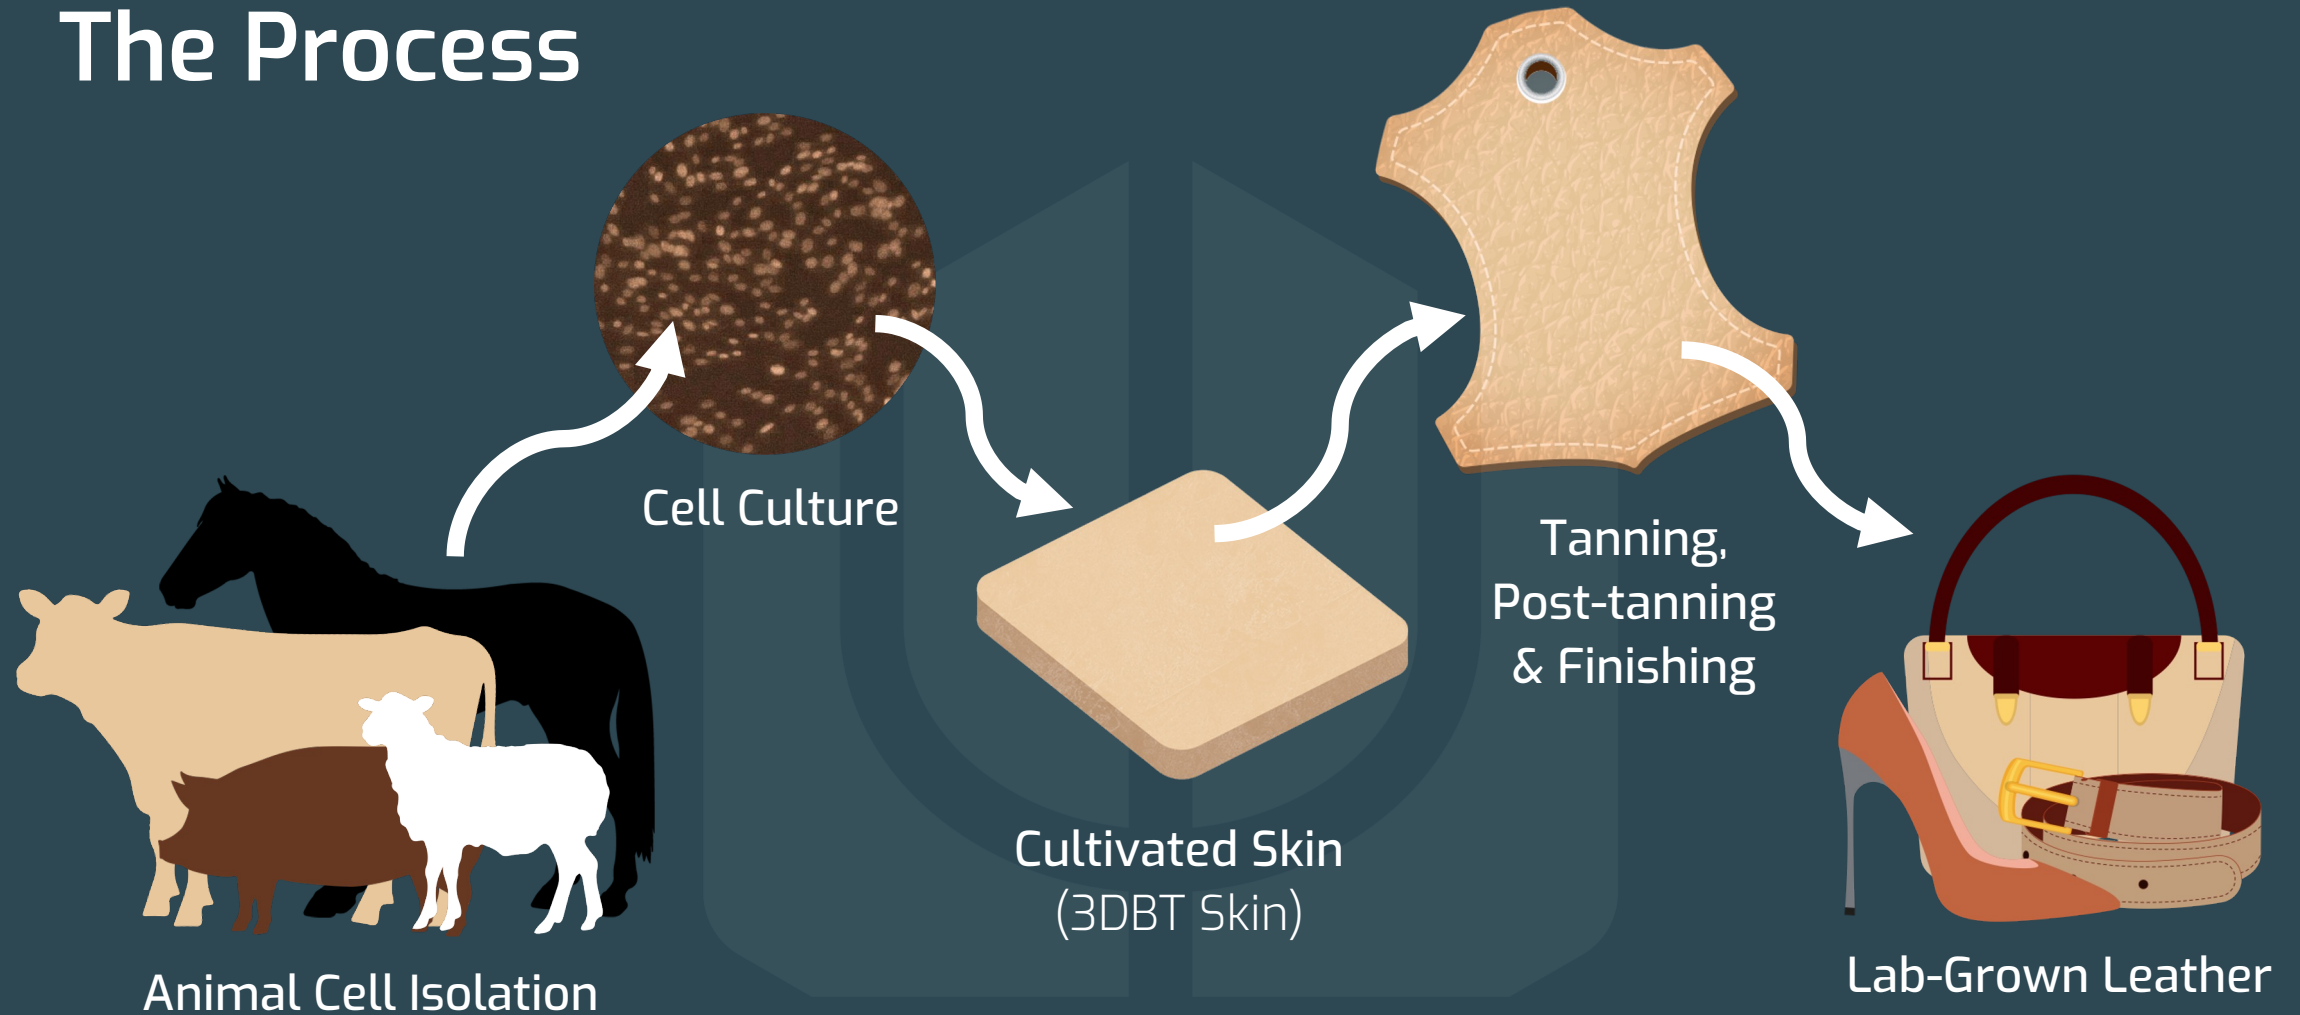 The Process
Cell Culture
Tanning,
Post-tanning
& Finishing
Cultivated Skin
(3DBT Skin)
Animal Cell Isolation
Lab-Grown Leather